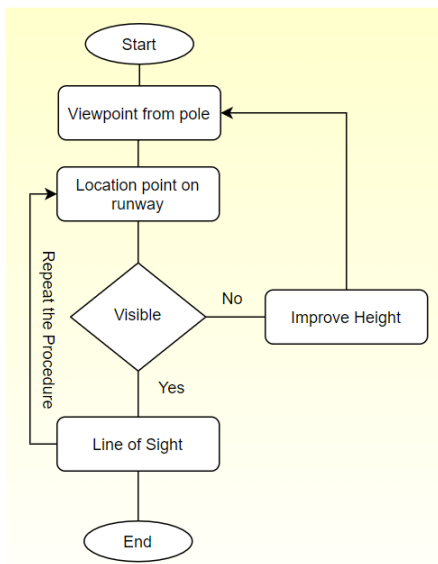 Start
Viewpoint from pole
Location point on
runway
Visible
No
Improve Height
Repeat the Procedure
Yes
Line of Sight
End